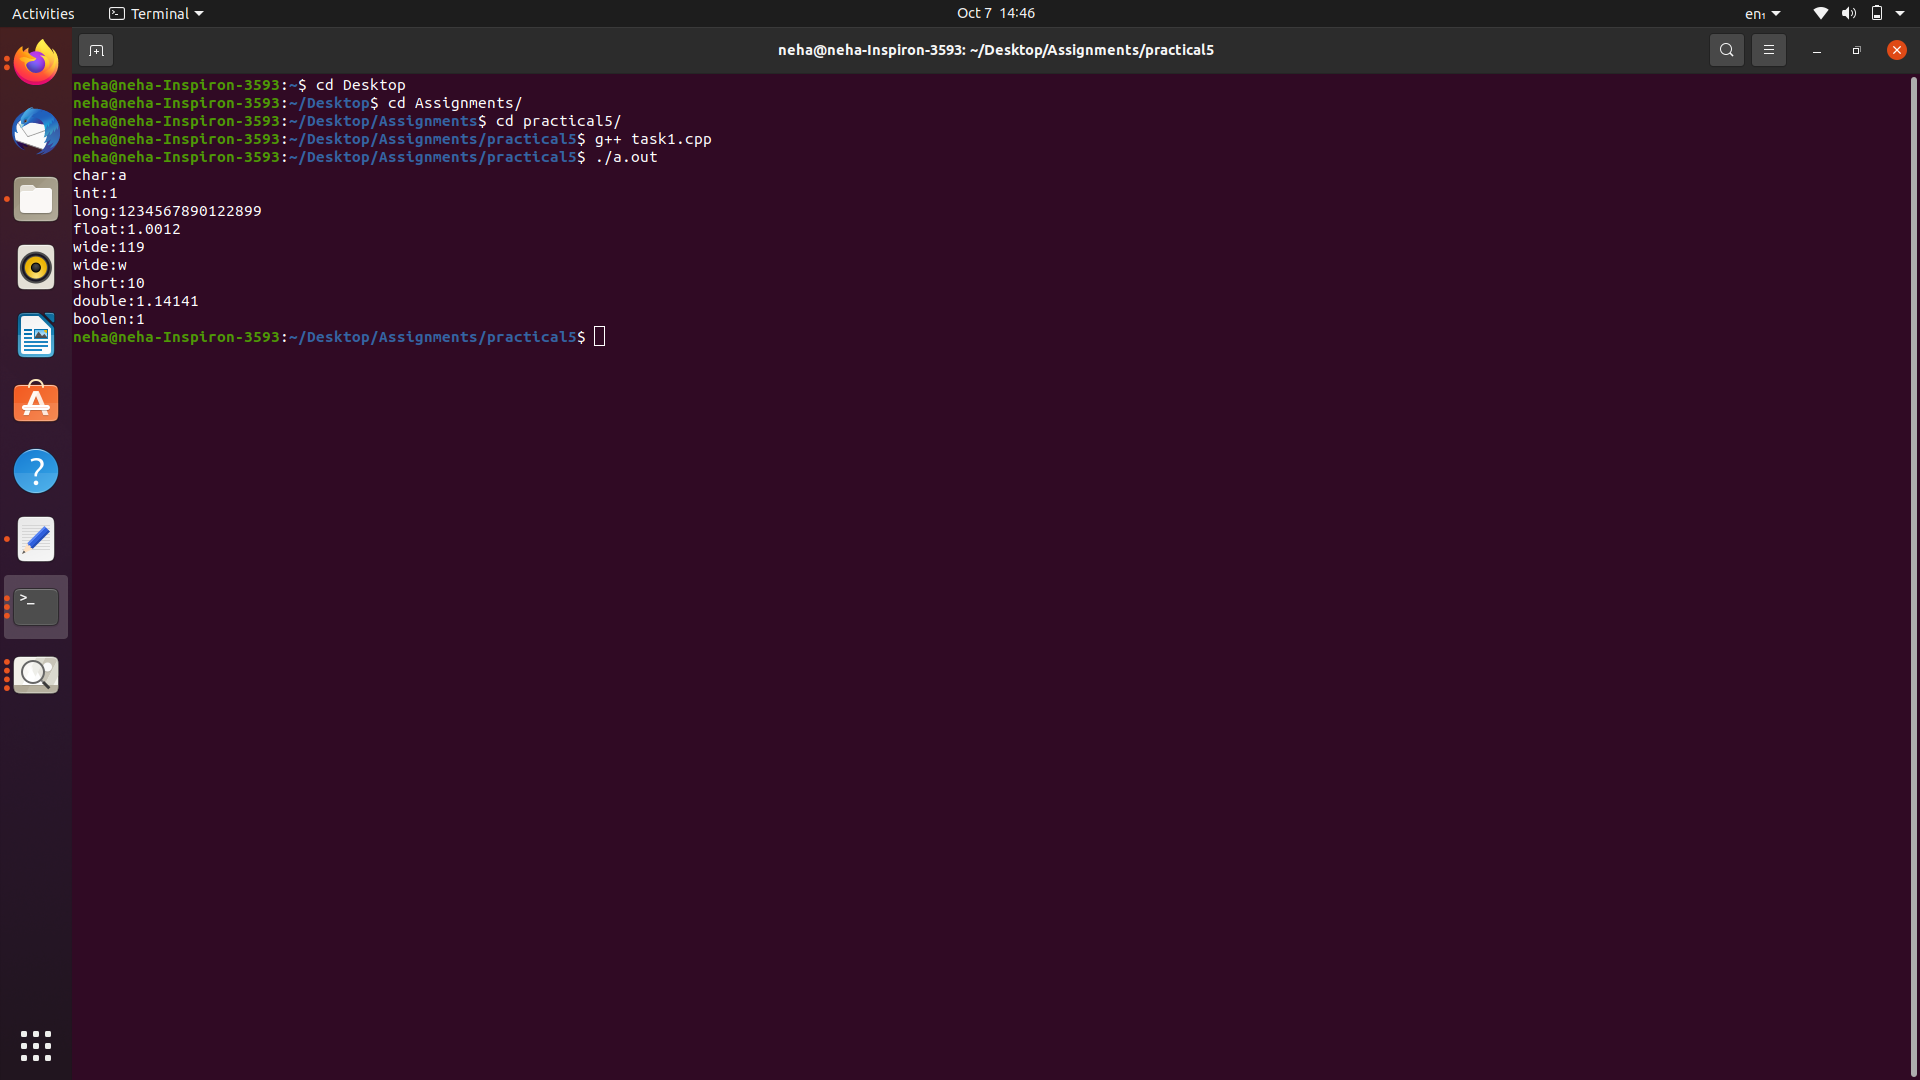 Activities
Terminal
Oct 7 14:46
en₁
neha@neha-Inspiron-3593: ~/Desktop/Assignments/practical5
neha@neha-Inspiron-3593:~$ cd Desktop
neha@neha-Inspiron-3593:~/Desktop$ cd Assignments/
neha@neha-Inspiron-3593:~/Desktop/Assignments$ cd practical5/
neha@neha-Inspiron-3593:~/Desktop/Assignments/practical5$ g++ task1.cpp
neha@neha-Inspiron-3593:~/Desktop/Assignments/practical5$ ./a.out
char:a
int:1
long:1234567890122899
float:1.0012
wide:119
wide:w
short:10
double:1.14141
boolen:1
neha@neha-Inspiron-3593:~/Desktop/Assignments/practical5$